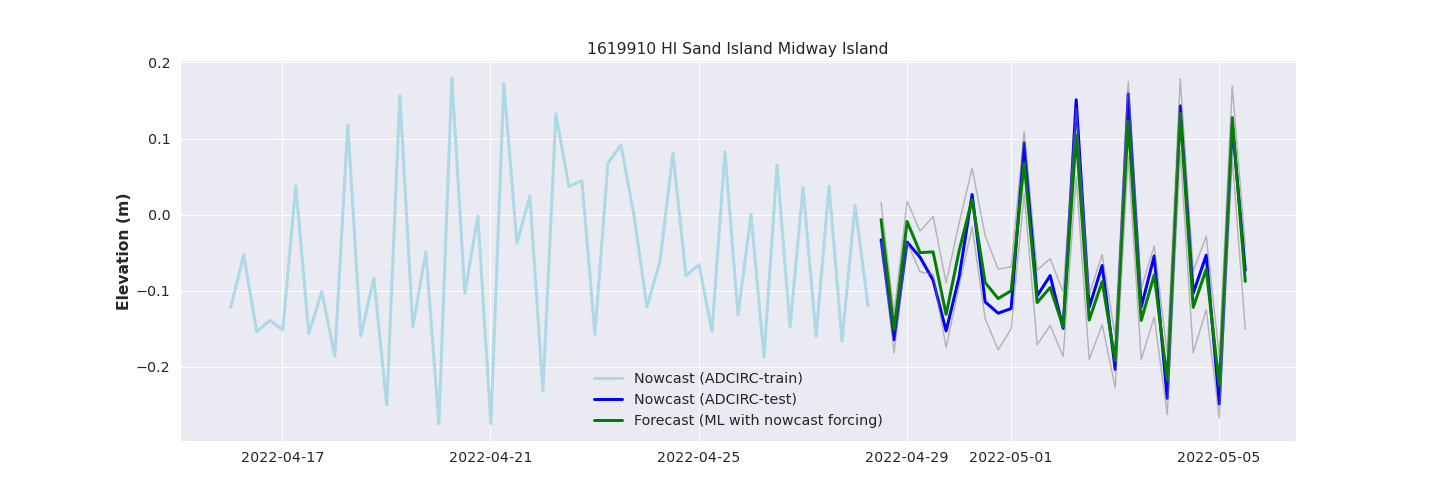 1619910 HI Sand Island Midway Island
Elevation (m)
0.2
0.1
0.0
−0.1
−0.2
Nowcast (ADCIRC-train)
Nowcast (ADCIRC-test)
Forecast (ML with nowcast forcing)
2022-04-17
2022-04-21
2022-04-25
2022-04-29
2022-05-01
2022-05-05